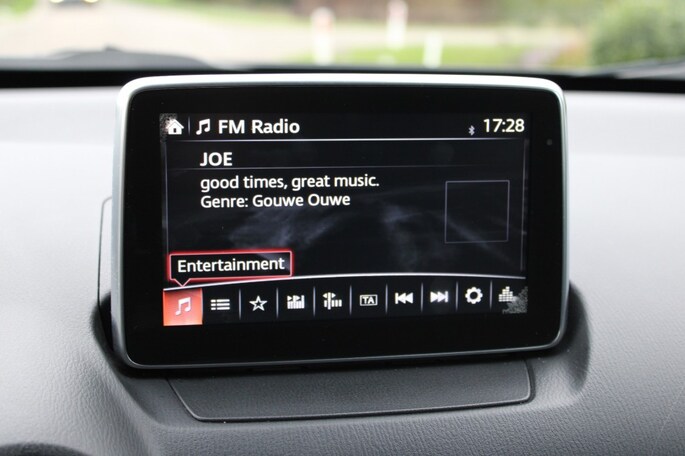 FM Radio
17:28
JOE
good times, great music.
Genre: Gouwe Ouwe
Entertainment
TA